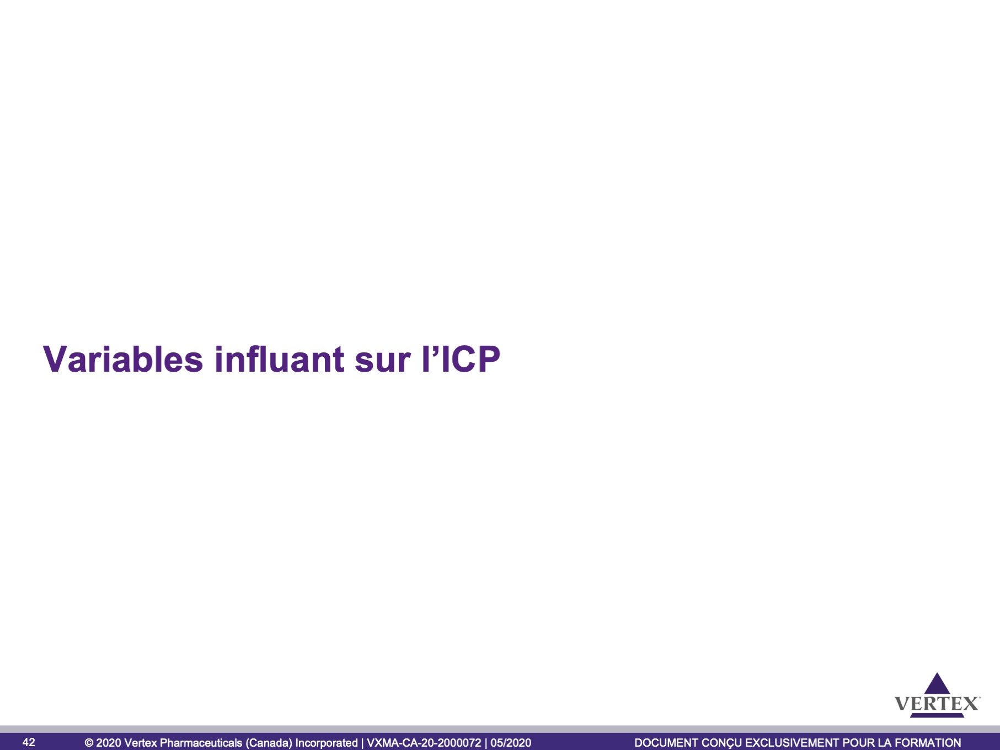 Variables influant sur l’ICP
VERTEX
42 © 2020 Vertex Pharmaceuticals (Canada) Incorporated | VXMA-CA-20-2000072 | 05/2020 DOCUMENT CONÇU EXCLUSIVEMENT POUR LA FORMATION